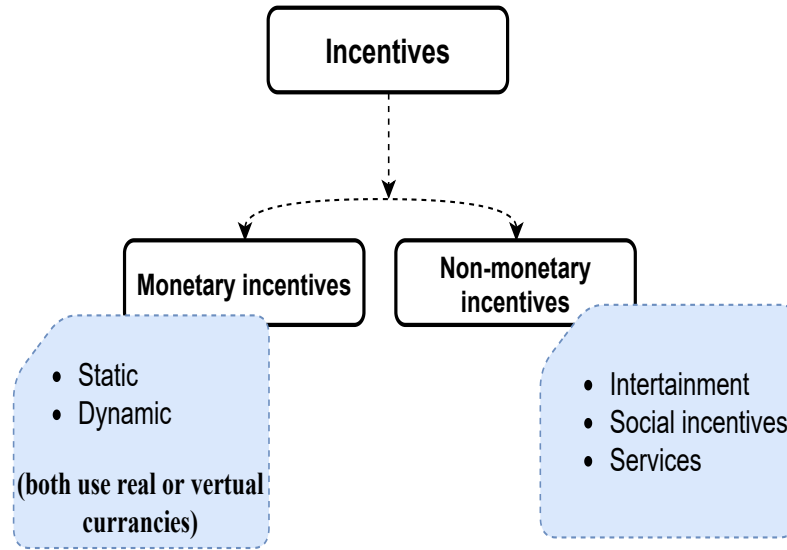 Incentives
Monetary incentives
Non-monetary
incentives
• Static
• Dynamic
(both use real or vertual
currancies)
• Intertainment
• Social incentives
• Services